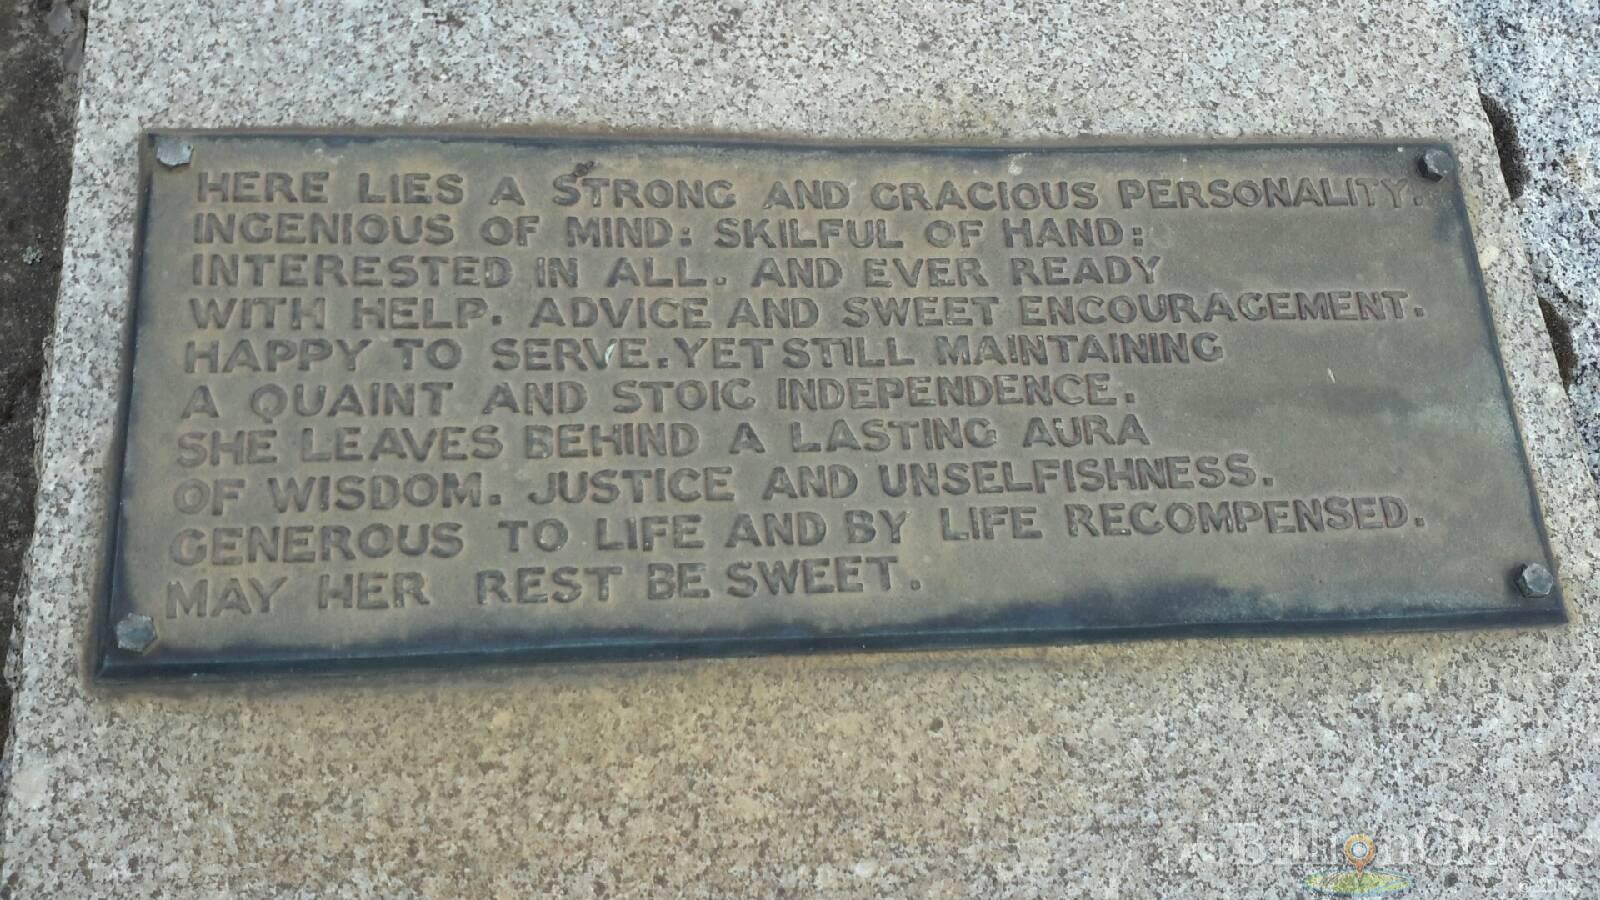 HERE LIES A STRONG AND GRACIOUS PERSONALITY.
INGENIOUS OF MIND: SKILFUL OF HAND:
INTERESTED IN ALL. AND EVER READY
WITH HELP. ADVICE AND SWEET ENCOURAGEMENT.
HAPPY TO SERVE. YET STILL MAINTAINING
A QUAINT AND STOIC INDEPENDENCE.
SHE LEAVES BEHIND A LASTING AURA
OF WISDOM. JUSTICE AND UNSELFISHNESS.
GENEROUS TO LIFE AND BY LIFE RECOMPENSED.
MAY HER REST BE SWEET.
BillionGraves